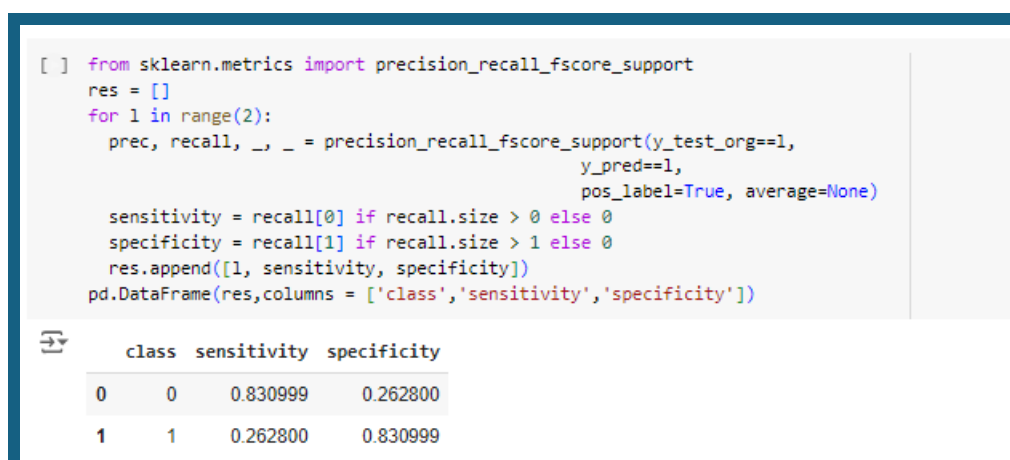 [ ] from sklearn.metrics import precision_recall_fscore_support
res = []
for l in range(2):
prec, recall, _, _ = precision_recall_fscore_support(y_test_org==l,
y_pred==l,
pos_label=True, average=None)
sensitivity = recall[0] if recall.size > 0 else 0
specificity = recall[1] if recall.size > 1 else 0
res.append([l, sensitivity, specificity])
pd.DataFrame(res,columns = ['class','sensitivity','specificity'])
class sensitivity specificity
0 0 0.830999 0.262800
1 1 0.262800 0.830999